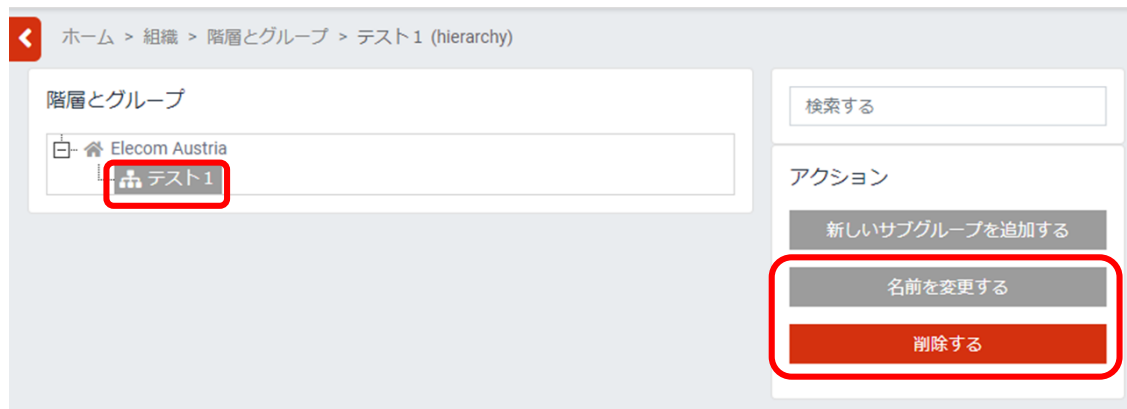 ホーム > 組織 > 階層とグループ > テスト1 (hierarchy)
階層とグループ
Elecom Austria
テスト1
検索する
アクション
新しいサブグループを追加する
名前を変更する
削除する